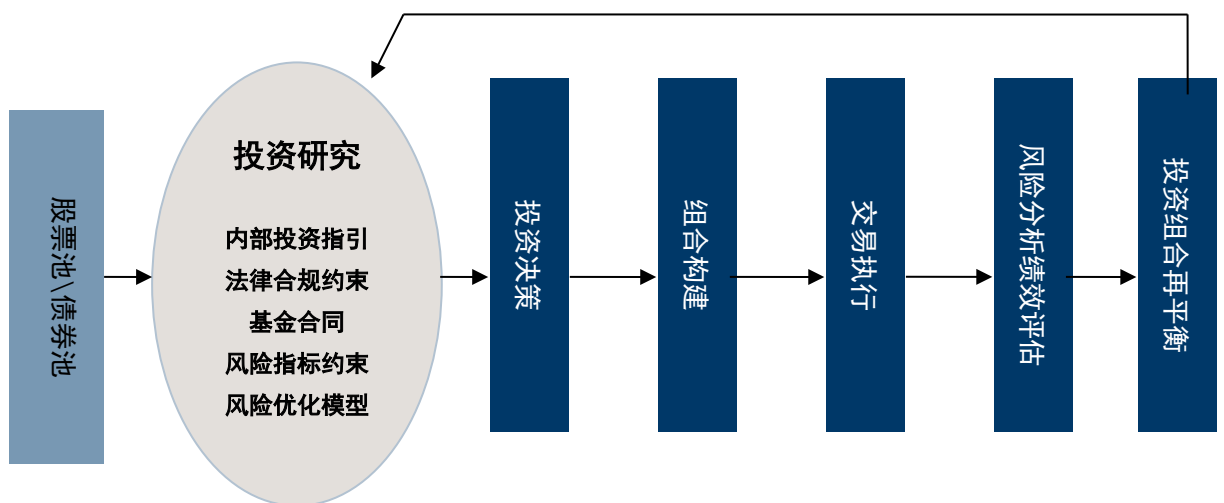 股票池\债券池
投资研究
内部投资指引
法律合规约束
基金合同
风险指标约束
风险优化模型
投资决策
组合构建
交易执行
风险分析绩效评估
投资组合再平衡